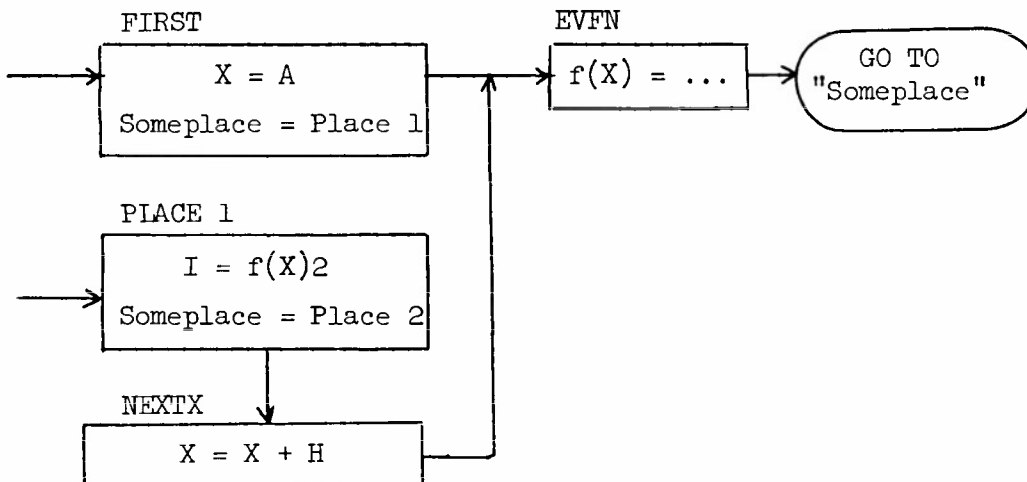 FIRST
X = A
Someplace = Place 1
EVFN
f(X) = ...
GO TO
"Someplace"
PLACE 1
I = f(X)2
Someplace = Place 2
NEXTX
X = X + H